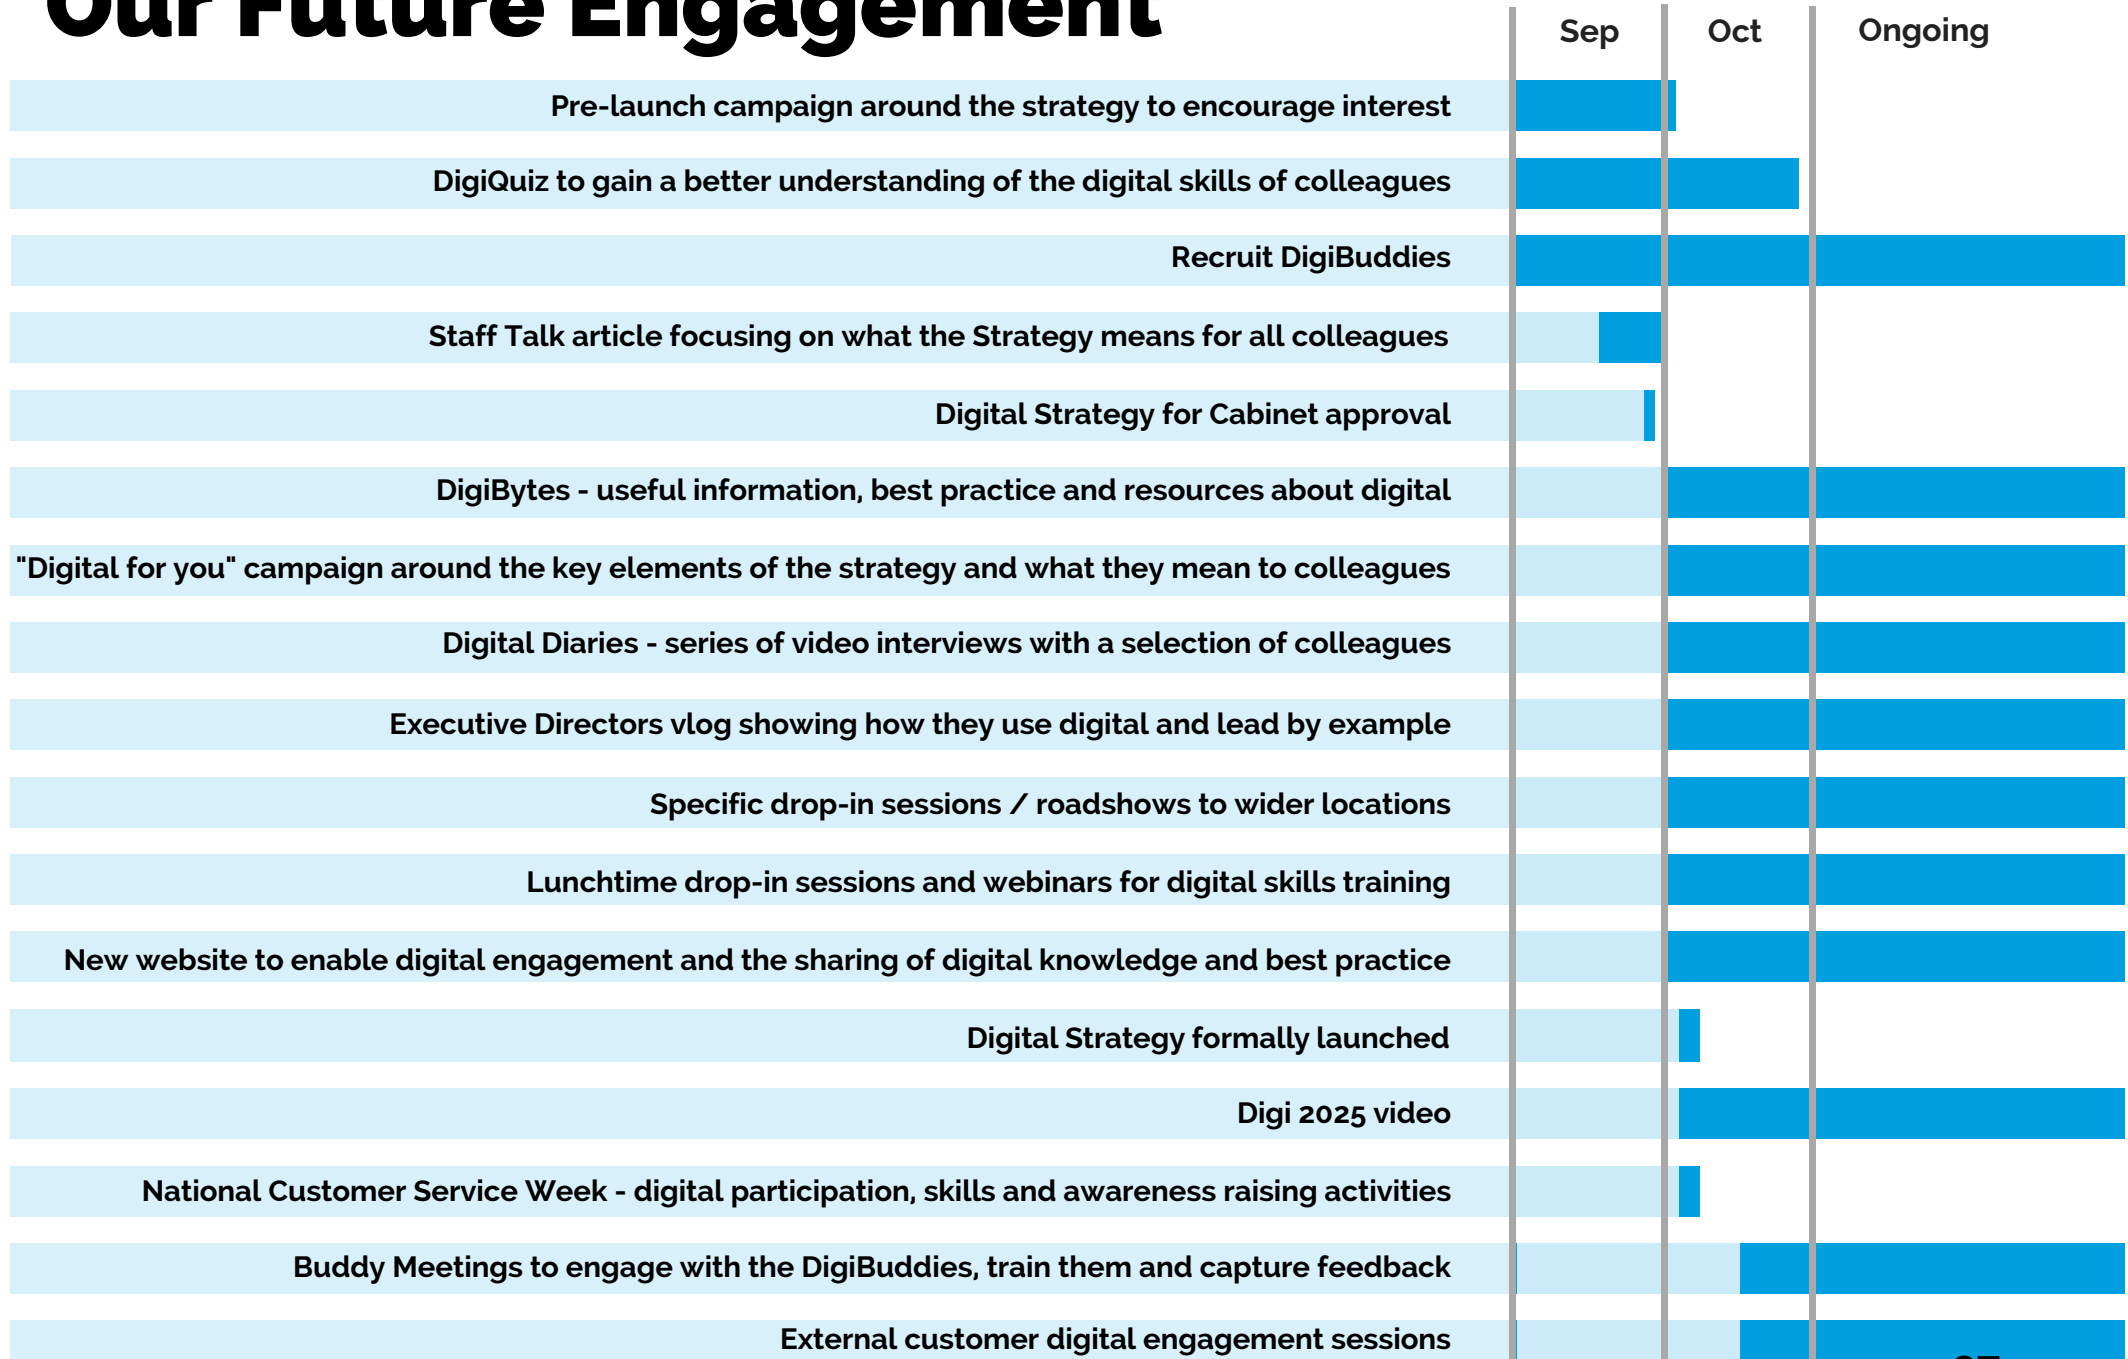 Our Future Engagement
Sep Oct Ongoing
Pre-launch campaign around the strategy to encourage interest
DigiQuiz to gain a better understanding of the digital skills of colleagues
Recruit DigiBuddies
Staff Talk article focusing on what the Strategy means for all colleagues
Digital Strategy for Cabinet approval
DigiBytes - useful information, best practice and resources about digital
"Digital for you" campaign around the key elements of the strategy and what they mean to colleagues
Digital Diaries - series of video interviews with a selection of colleagues
Executive Directors vlog showing how they use digital and lead by example
Specific drop-in sessions / roadshows to wider locations
Lunchtime drop-in sessions and webinars for digital skills training
New website to enable digital engagement and the sharing of digital knowledge and best practice
Digital Strategy formally launched
Digi 2025 video
National Customer Service Week - digital participation, skills and awareness raising activities
Buddy Meetings to engage with the DigiBuddies, train them and capture feedback
External customer digital engagement sessions